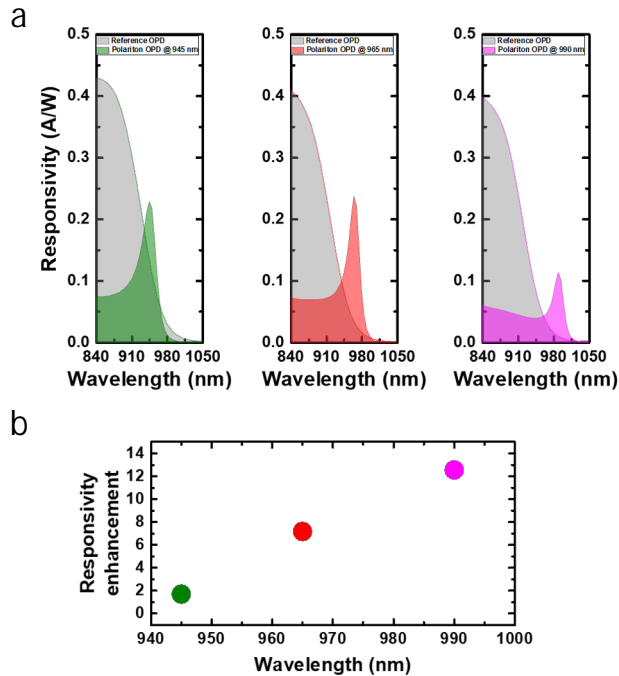 a
Reference OPD
Polariton OPD @ 945 nm
Reference OPD
Polariton OPD @ 965 nm
Reference OPD
Polariton OPD @ 990 nm
Responsivity (A/W)
0.5
0.4
0.3
0.2
0.1
0.0
840 910 980 1050
Wavelength (nm)
0.5
0.4
0.3
0.2
0.1
0.0
840 910 980 1050
Wavelength (nm)
0.5
0.4
0.3
0.2
0.1
0.0
840 910 980 1050
Wavelength (nm)
b
Responsivity
enhancement
14
12
10
8
6
4
2
0
940 950 960 970 980 990 1000
Wavelength (nm)